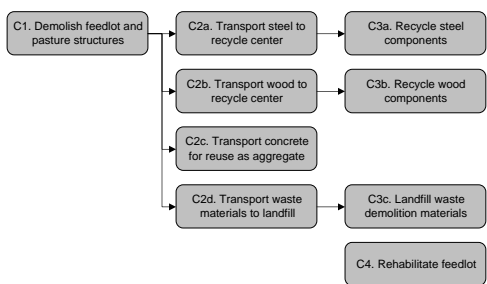 C1. Demolish feedlot and
pasture structures
C2a. Transport steel to
recycle center
C3a. Recycle steel
components
C2b. Transport wood to
recycle center
C3b. Recycle wood
components
C2c. Transport concrete
for reuse as aggregate
C2d. Transport waste
materials to landfill
C3c. Landfill waste
demolition materials
C4. Rehabilitate feedlot